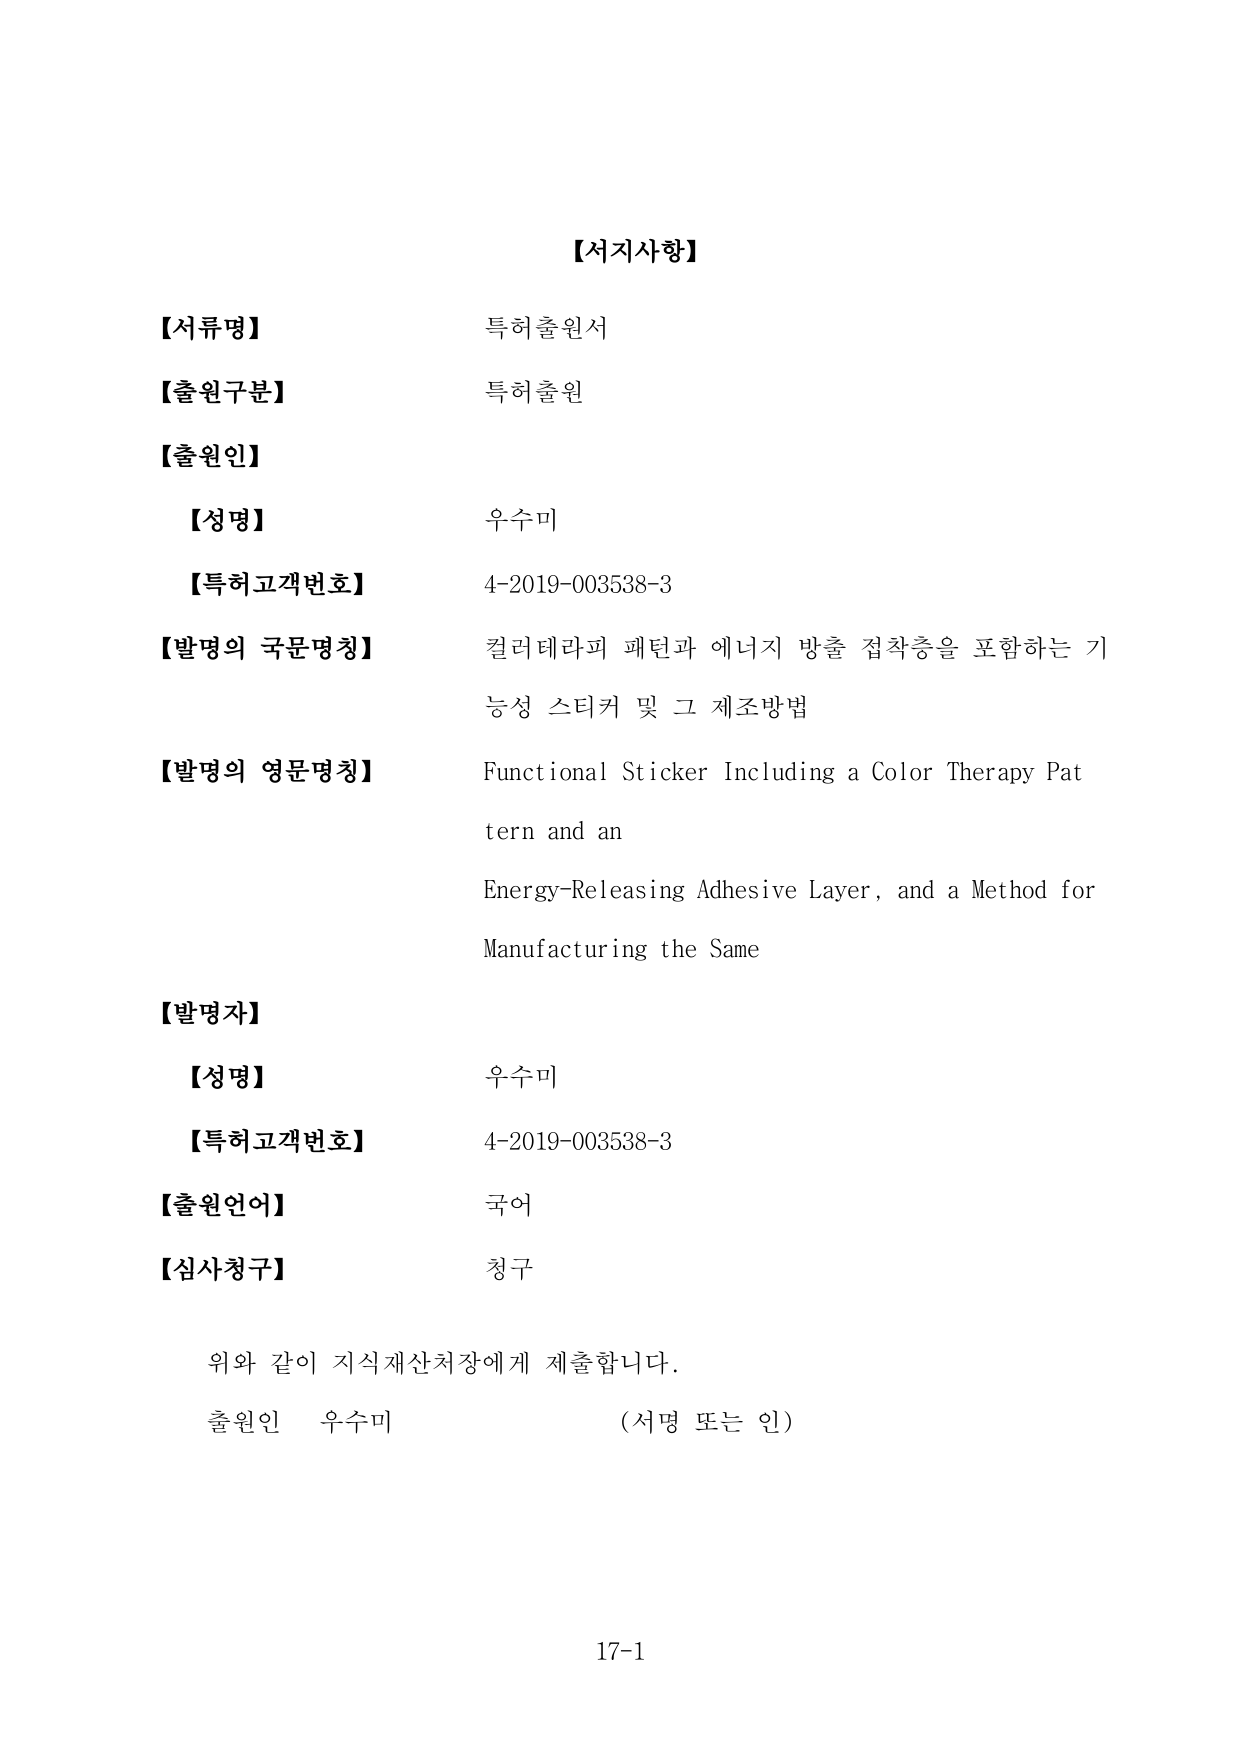 【서지사항】
【서류명】 특허출원서
【출원구분】 특허출원
【출원인】
【성명】 우수미
【특허고객번호】 4-2019-003538-3
【발명의 국문명칭】 컬러테라피 패턴과 에너지 방출 접착층을 포함하는 기
능성 스티커 및 그 제조방법
【발명의 영문명칭】 Functional Sticker Including a Color Therapy Pat
tern and an
Energy-Releasing Adhesive Layer, and a Method for
Manufacturing the Same
【발명자】
【성명】 우수미
【특허고객번호】 4-2019-003538-3
【출원언어】 국어
【심사청구】 청구
위와 같이 지식재산처장에게 제출합니다.
출원인 우수미 (서명 또는 인)
17-1